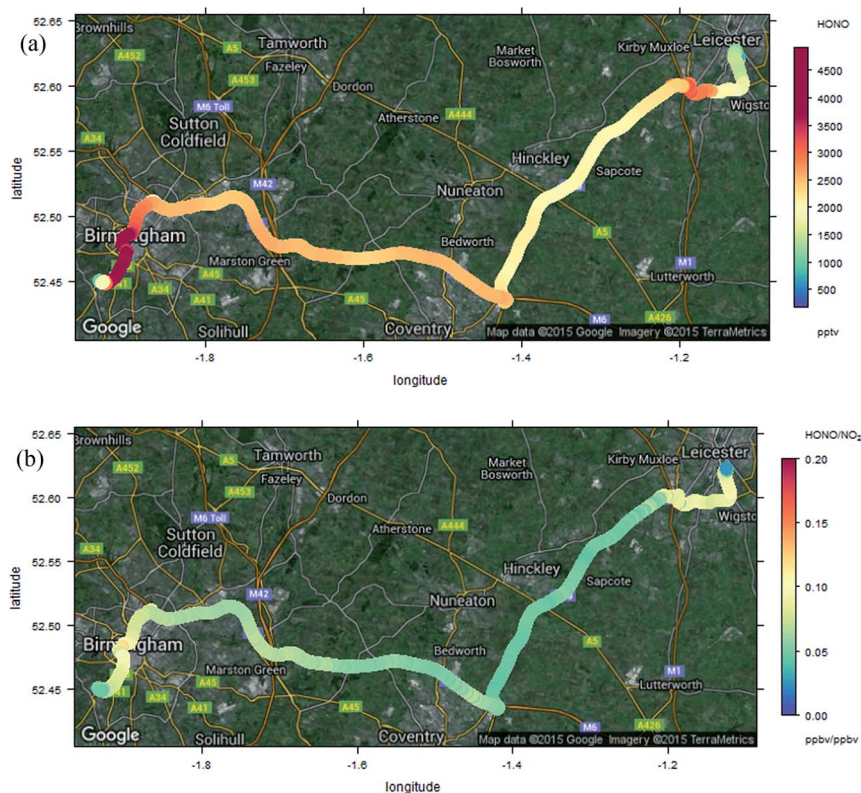 (a)
52.65
52.60
52.55
52.50
52.45
latitude
-1.8
-1.6
-1.4
-1.2
longitude
Brownhills
A452
A5
Tamworth
Fazeley
A453
Dordon
M6 Toll
Market
Bosworth
Kirby Muxloe
Leicester
Wigsto
A34
Sutton
Coldfield
Atherstone
A444
Hinckley
Sapcote
M42
Nuneaton
Birmingham
Bedworth
A5
Marston Green
A45
M1
Lutterworth
A41
A34
A41
A45
Solihull
Coventry
M6
A426
Google
Map data ©2015 Google Imagery ©2015 TerraMetrics
HONO
4500
4000
3500
3000
2500
2000
1500
1000
500
pptv
(b)
52.65
52.60
52.55
52.50
52.45
latitude
-1.8
-1.6
-1.4
-1.2
longitude
Brownhills
A452
A5
Tamworth
Fazeley
A453
Dordon
M6 Toll
Market
Bosworth
Kirby Muxloe
Leicester
Wigsto
A34
Sutton
Coldfield
Atherstone
A444
Hinckley
Sapcote
M42
Nuneaton
Birmingham
Bedworth
A5
Marston Green
A45
M1
Lutterworth
A41
A34
A41
A45
Solihull
Coventry
M6
A426
Google
Map data ©2015 Google Imagery ©2015 TerraMetrics
HONO/NO₂
0.20
0.15
0.10
0.05
0.00
ppbv/ppbv